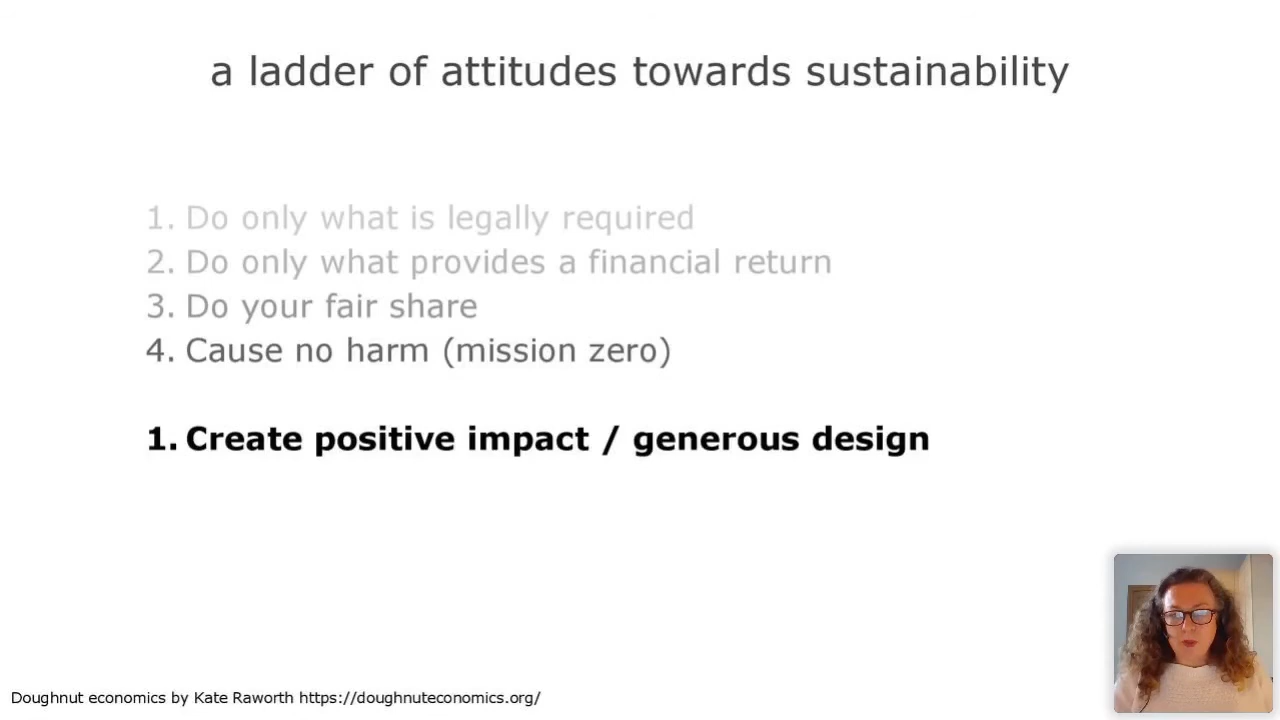 a ladder of attitudes towards sustainability
1. Do only what is legally required
2. Do only what provides a financial return
3. Do your fair share
4. Cause no harm (mission zero)
1. Create positive impact / generous design
Doughnut economics by Kate Raworth https://doughnuteconomics.org/